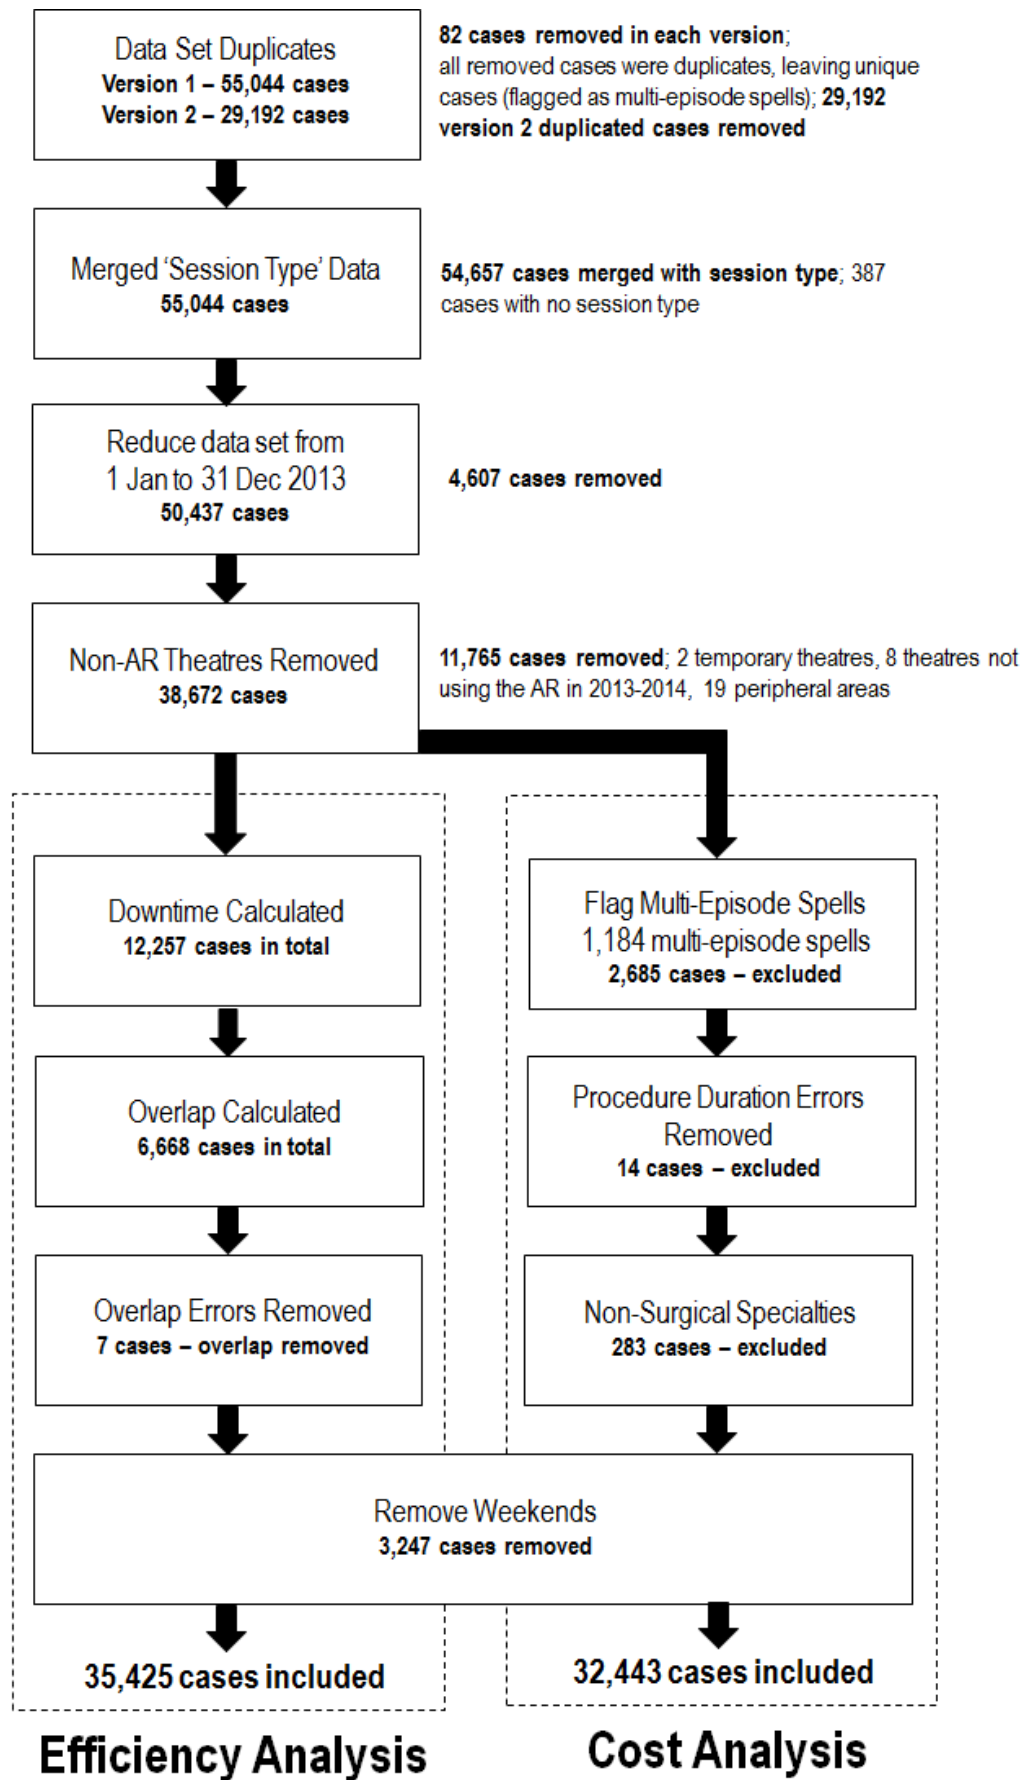 Data Set Duplicates
Version 1 – 55,044 cases
Version 2 – 29,192 cases
82 cases removed in each version;
all removed cases were duplicates, leaving unique
cases (flagged as multi-episode spells); 29,192
version 2 duplicated cases removed
Merged ‘Session Type’ Data
55,044 cases
54,657 cases merged with session type; 387
cases with no session type
Reduce data set from
1 Jan to 31 Dec 2013
50,437 cases
4,607 cases removed
Non-AR Theatres Removed
38,672 cases
11,765 cases removed; 2 temporary theatres, 8 theatres not
using the AR in 2013-2014, 19 peripheral areas
Downtime Calculated
12,257 cases in total
Overlap Calculated
6,668 cases in total
Overlap Errors Removed
7 cases – overlap removed
Flag Multi-Episode Spells
1,184 multi-episode spells
2,685 cases – excluded
Procedure Duration Errors
Removed
14 cases – excluded
Non-Surgical Specialties
283 cases – excluded
Remove Weekends
3,247 cases removed
35,425 cases included
32,443 cases included
Efficiency Analysis
Cost Analysis